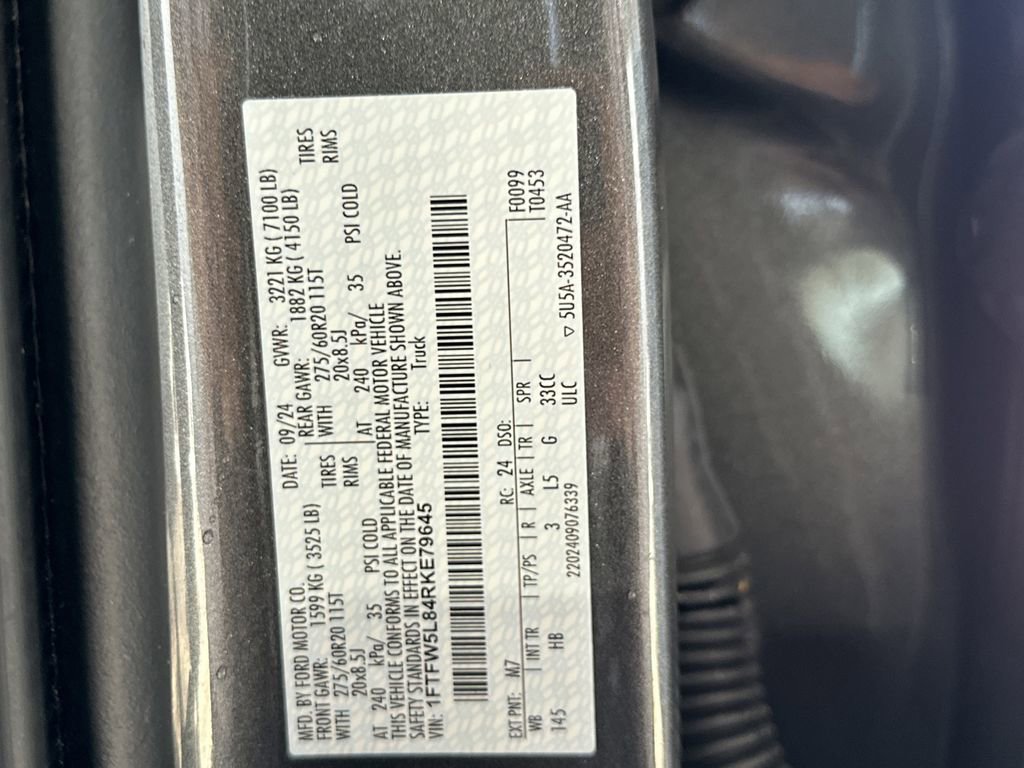 MFD. BY FORD MOTOR CO. DATE: 09/24 GVWR: 3221 KG ( 7100 LB)
FRONT GAWR: 1599 KG ( 3525 LB) REAR GAWR: 1882 KG ( 4150 LB)
WITH 275/60R20 115T TIRES WITH 275/60R20 115T TIRES
20x8.5J RIMS 20x8.5J RIMS
AT 240 kPa/ 35 PSI COLD AT 240 kPa/ 35 PSI COLD
THIS VEHICLE CONFORMS TO ALL APPLICABLE FEDERAL MOTOR VEHICLE
SAFETY STANDARDS IN EFFECT ON THE DATE OF MANUFACTURE SHOWN ABOVE.
VIN: 1FTFW5L84RKE79645 TYPE: Truck
EXT PNT: M7 RC: 24 DSO: F0099
WB INT TR TP/PS R AXLE TR SPR T0453
145 HB 3 L5 G 33CC
2202409076339 ULC ▽ 5U5A-3520472-AA